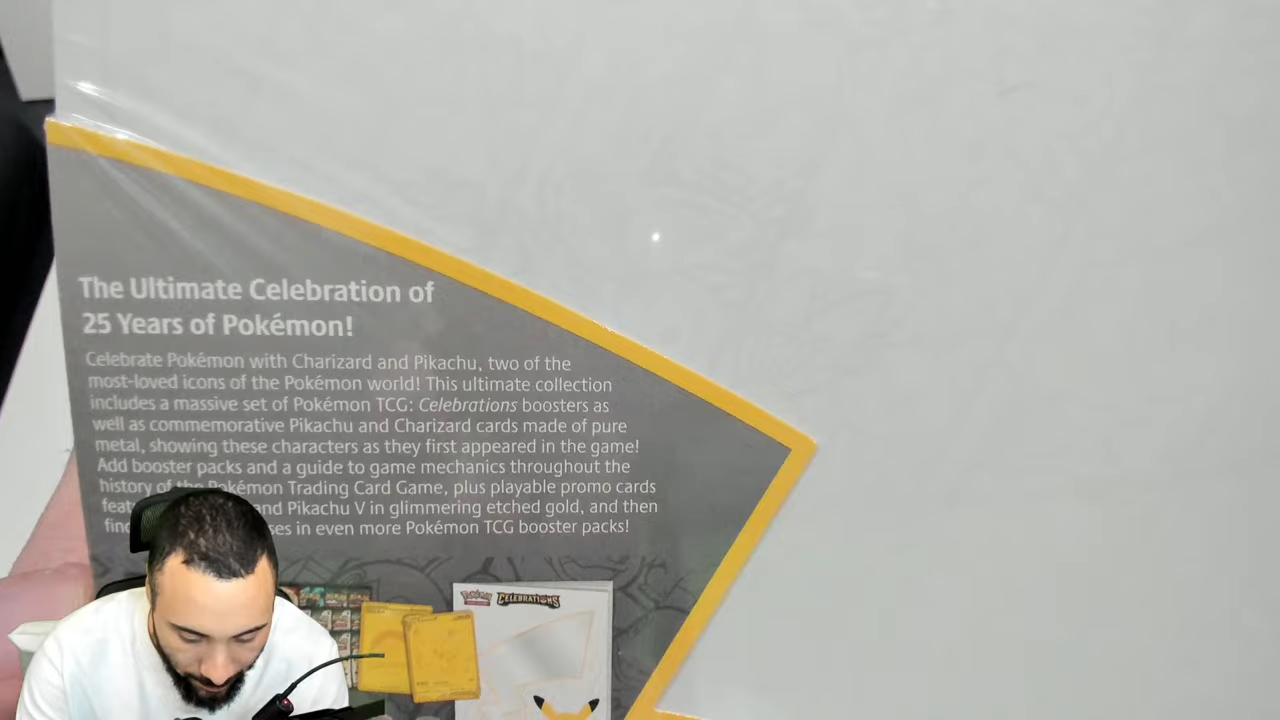 The Ultimate Celebration of
25 Years of Pokémon!
Celebrate Pokémon with Charizard and Pikachu, two of the
most-loved icons of the Pokémon world! This ultimate collection
includes a massive set of Pokémon TCG: Celebrations boosters as
well as commemorative Pikachu and Charizard cards made of pure
metal, showing these characters as they first appeared in the game!
Add booster packs and a guide to game mechanics throughout the
history of the Pokémon Trading Card Game, plus playable promo cards
and Pikachu V in glimmering etched gold, and then
in even more Pokémon TCG booster packs!
Pokémon CELEBRATIONS